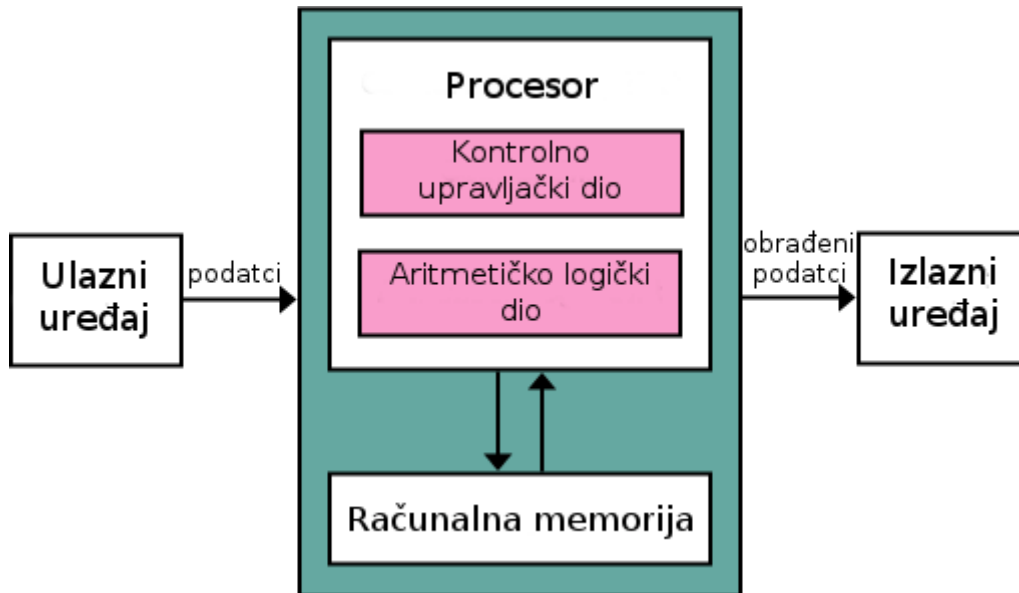 Procesor
Kontrolno
upravljački dio
Aritmetičko logički
dio
Ulazni
uređaj
podatci
obrađeni
podatci
Izlazni
uređaj
Računalna memorija